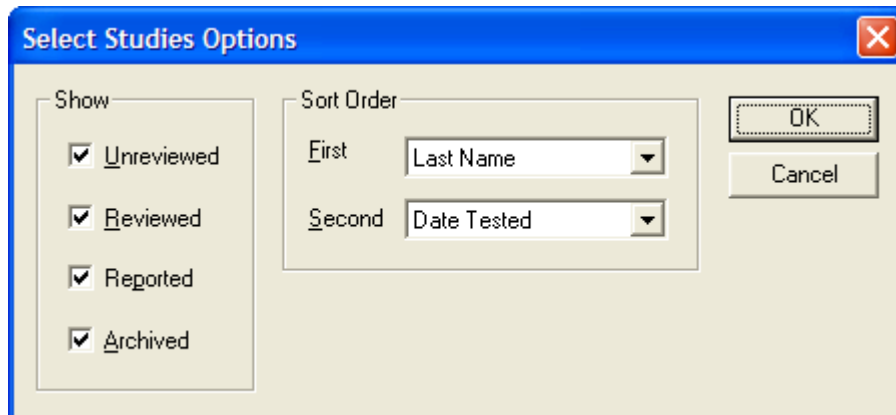 Select Studies Options
Show
Unreviewed
Reviewed
Reported
Archived
Sort Order
First Last Name
Second Date Tested
OK
Cancel